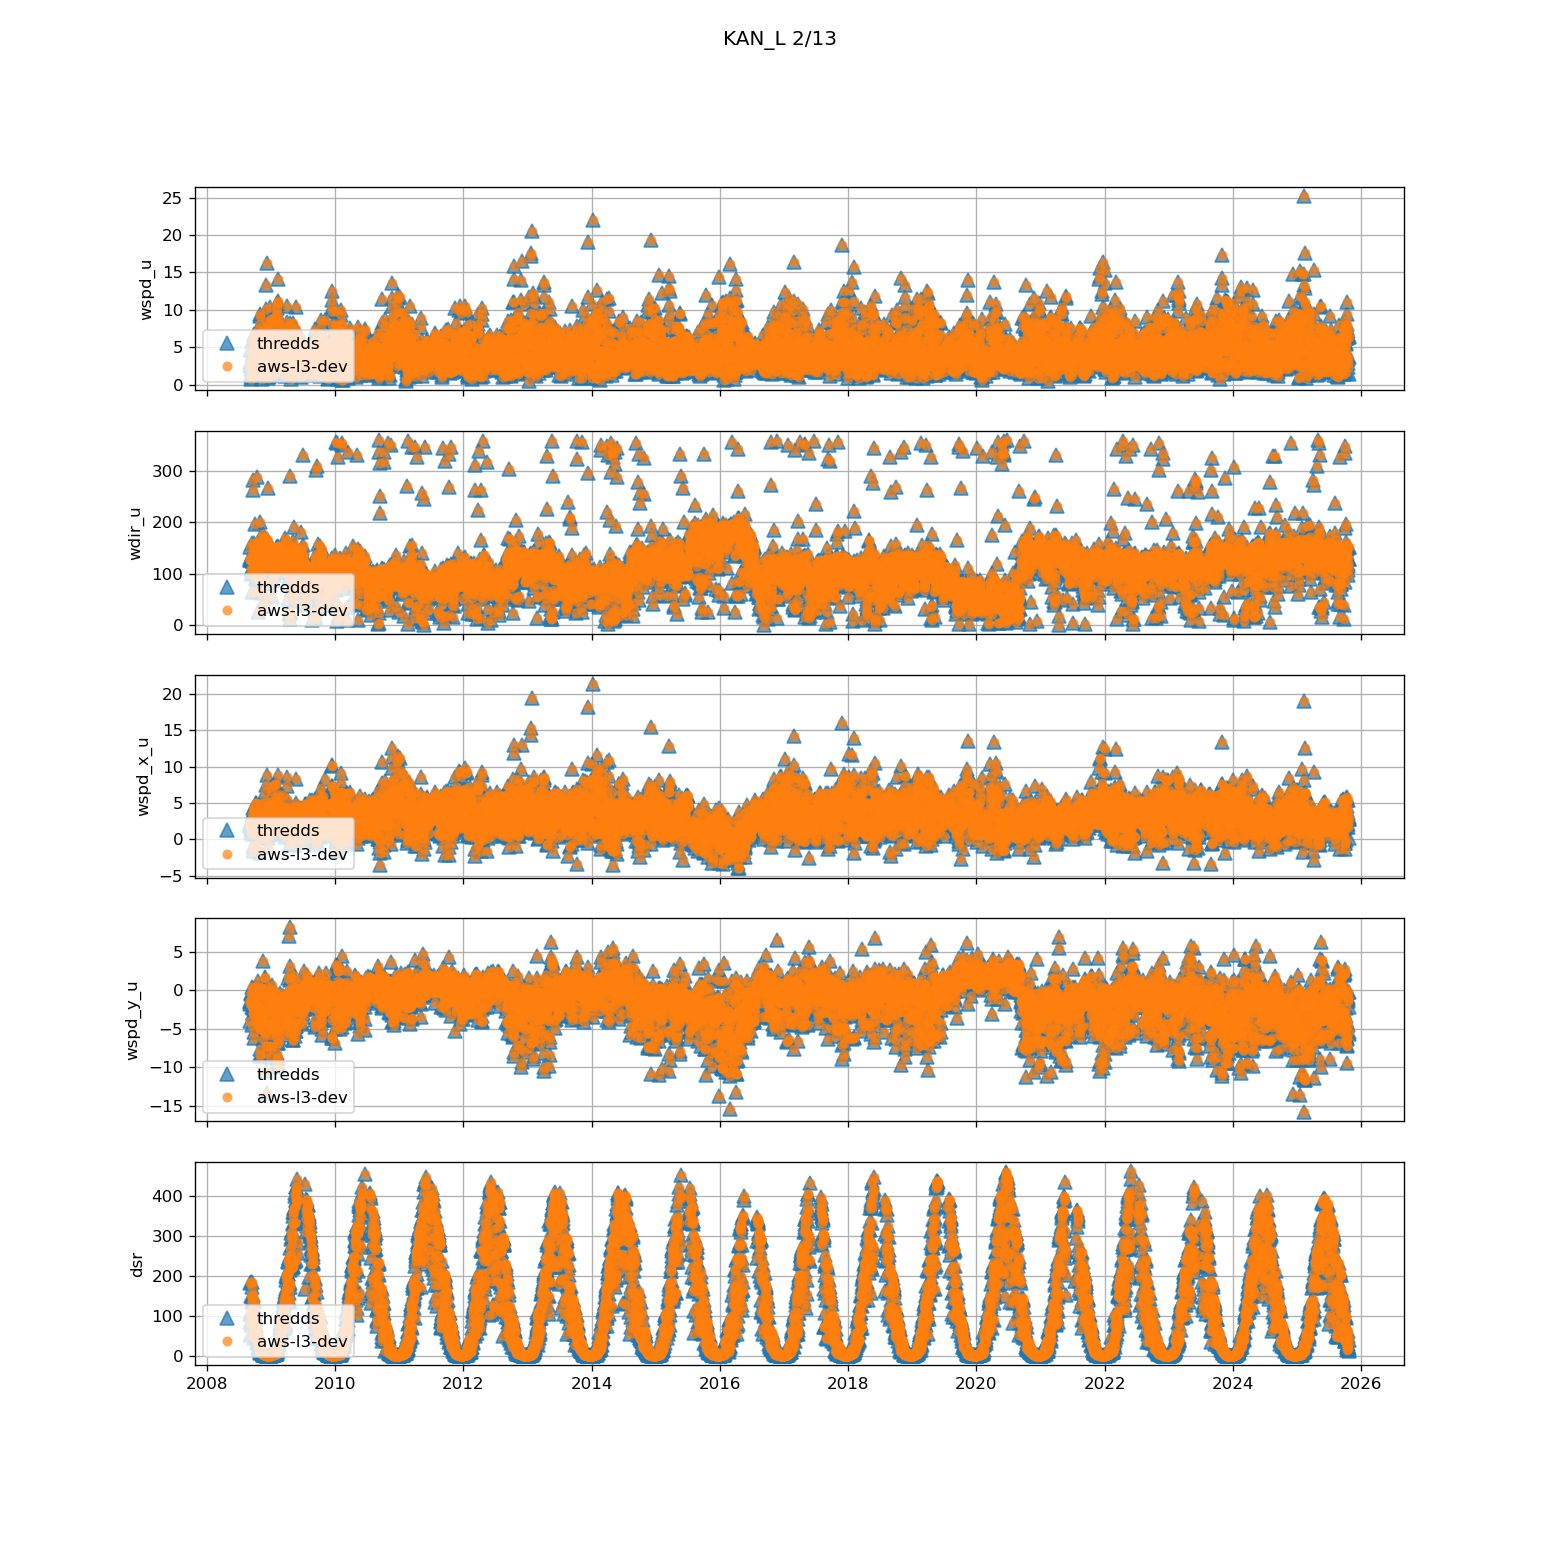 KAN_L 2/13
25
20
15
10
5
0
wspd_u
thredds
aws-l3-dev
300
200
100
0
wdir_u
thredds
aws-l3-dev
20
15
10
5
0
−5
wspd_x_u
thredds
aws-l3-dev
5
0
−5
−10
−15
wspd_y_u
thredds
aws-l3-dev
400
300
200
100
0
dsr
thredds
aws-l3-dev
2008 2010 2012 2014 2016 2018 2020 2022 2024 2026